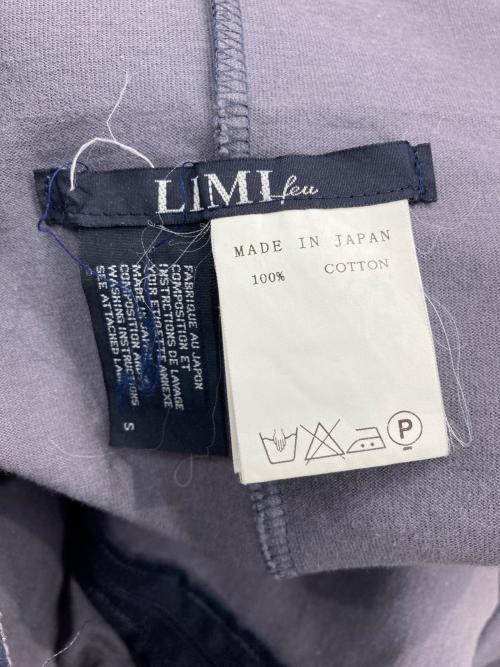 LIMI feu
MADE IN JAPAN
100% COTTON
FABRIQUE AU JAPON
COMPOSITION ET
INSTRCTIONS DE LAVAGE
VOIR ETIQUETTE ANNEXE
MADE IN JAPAN
COMPOSITION AND
WASHING INSTRUCTIONS
SEE ATTACHED LABEL
S
P